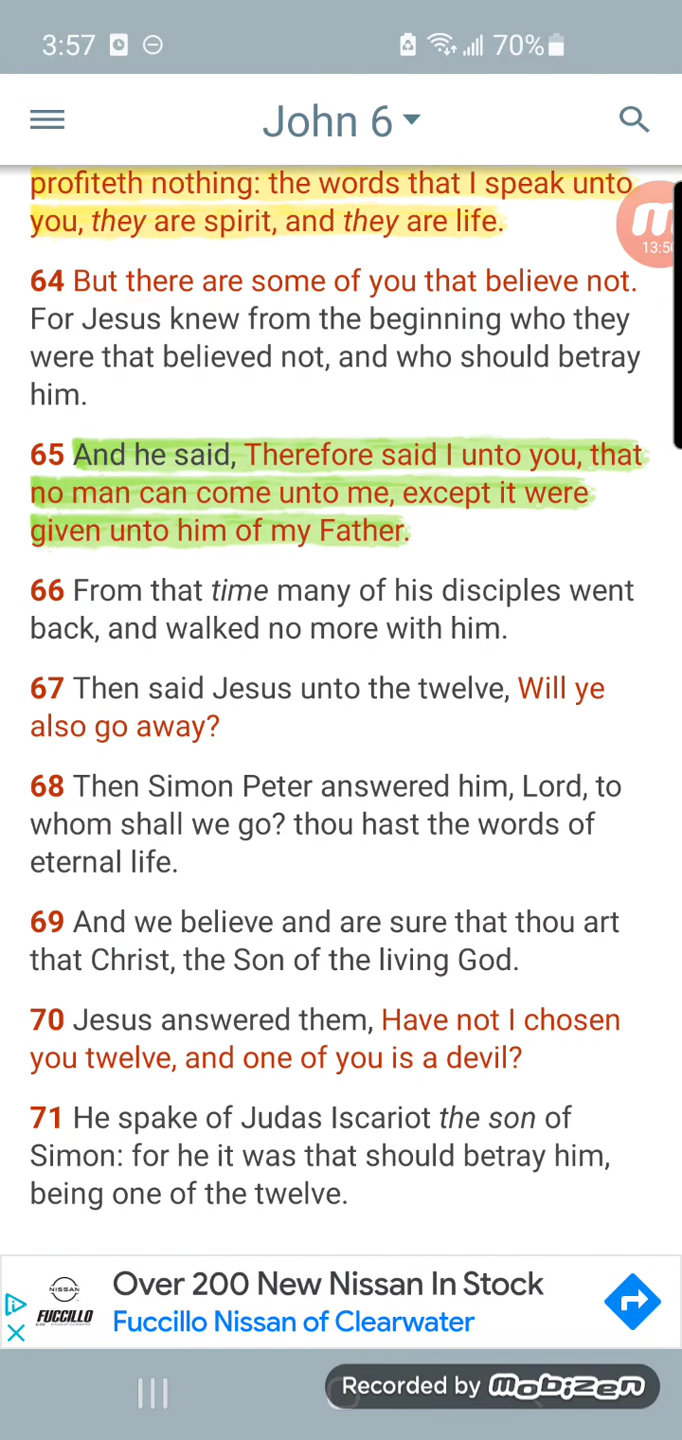 3:57 70%
John 6
profiteth nothing: the words that I speak unto
you, they are spirit, and they are life.
13:5
64 But there are some of you that believe not.
For Jesus knew from the beginning who they
were that believed not, and who should betray
him.
65 And he said, Therefore said I unto you, that
no man can come unto me, except it were
given unto him of my Father.
66 From that time many of his disciples went
back, and walked no more with him.
67 Then said Jesus unto the twelve, Will ye
also go away?
68 Then Simon Peter answered him, Lord, to
whom shall we go? thou hast the words of
eternal life.
69 And we believe and are sure that thou art
that Christ, the Son of the living God.
70 Jesus answered them, Have not I chosen
you twelve, and one of you is a devil?
71 He spake of Judas Iscariot the son of
Simon: for he it was that should betray him,
being one of the twelve.
NISSAN
FUCCILLO
Over 200 New Nissan In Stock
Fuccillo Nissan of Clearwater
Recorded by mobizen